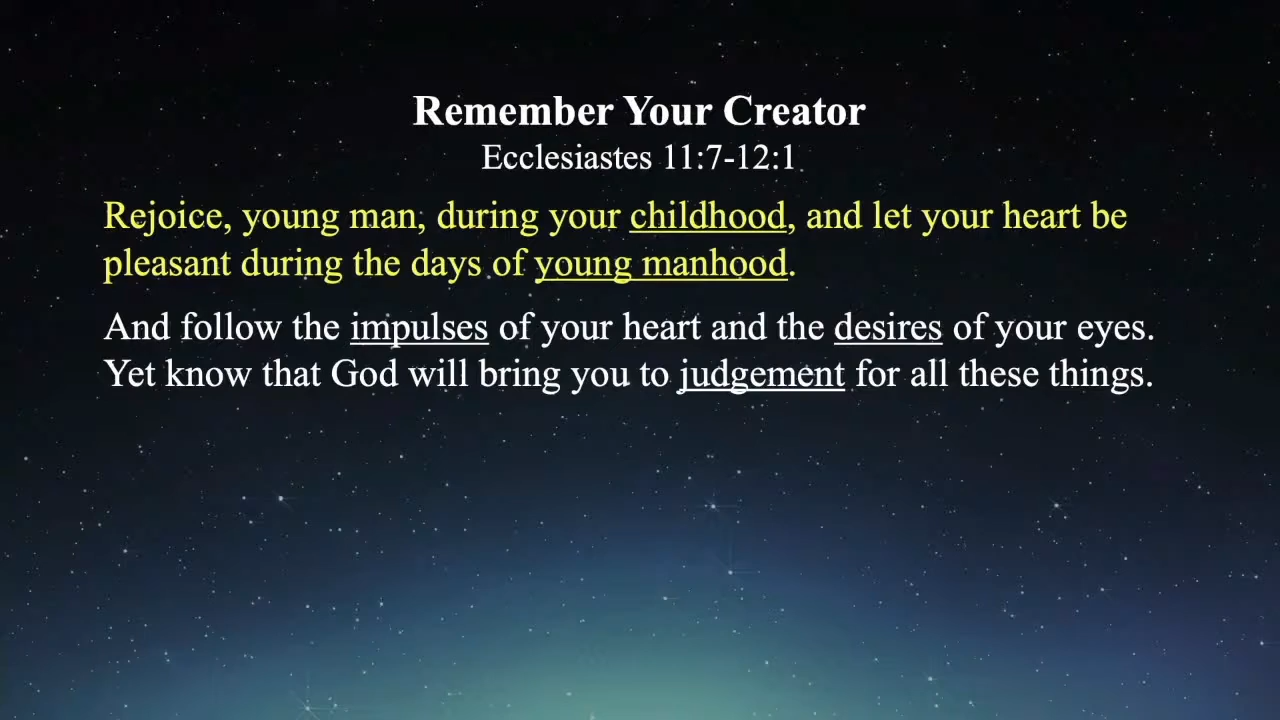 Remember Your Creator
Ecclesiastes 11:7-12:1
Rejoice, young man, during your childhood, and let your heart be
pleasant during the days of young manhood.
And follow the impulses of your heart and the desires of your eyes.
Yet know that God will bring you to judgement for all these things.